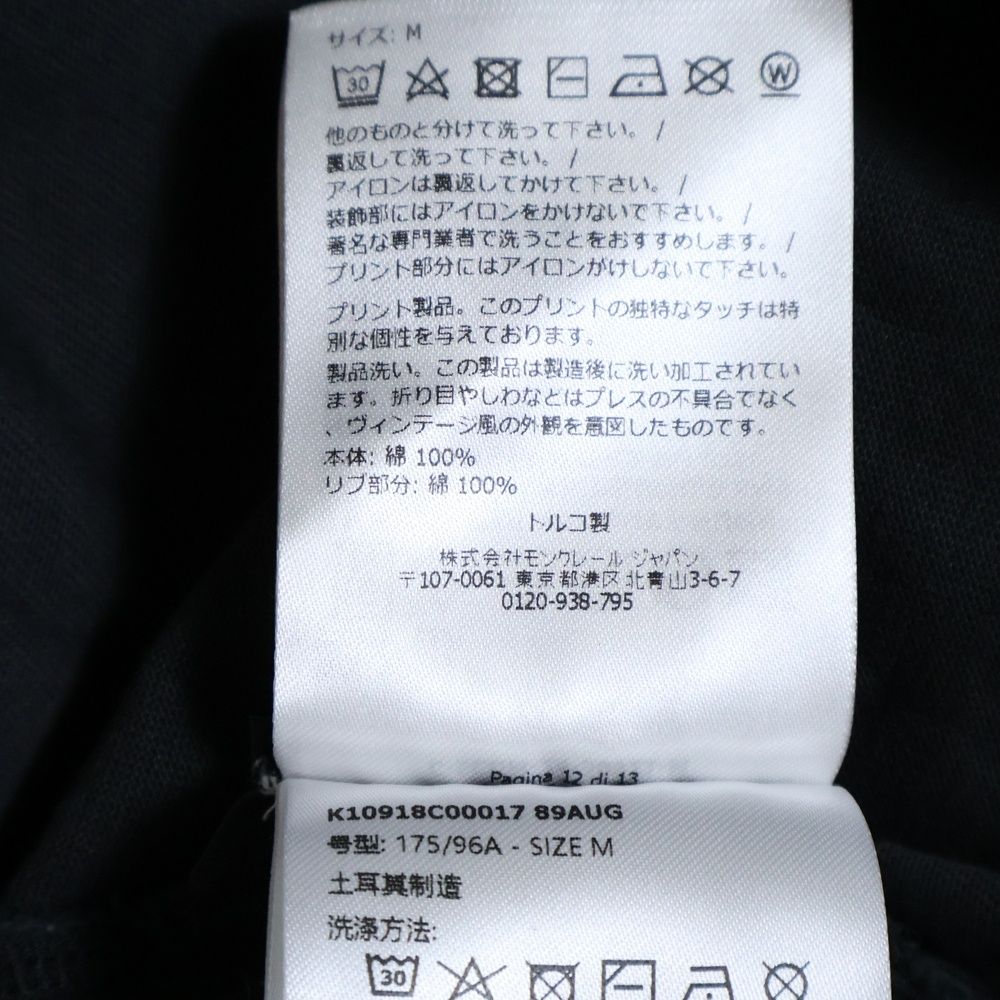 サイズ: M
30 W
他のものと分けて洗って下さい。 /
裏返して洗って下さい。 /
アイロンは裏返してかけて下さい。 /
装飾部にはアイロンをかけないで下さい。 /
著名な専門業者で洗うことをおすすめします。 /
プリント部分にはアイロンがけしないで下さい。
プリント製品。このプリントの独特なタッチは特
別な個性を与えております。
製品洗い。この製品は製造後に洗い加工されてい
ます。折り目やしわなどはプレスの不具合でなく
、ヴィンテージ風の外観を意図したものです。
本体: 綿 100%
リブ部分: 綿 100%
トルコ製
株式会社モンクレール ジャパン
〒107-0061 東京都港区北青山3-6-7
0120-938-795
Pagina 12 di 13
K10918C00017 89AUG
号型: 175/96A - SIZE M
土耳其制造
洗涤方法:
30